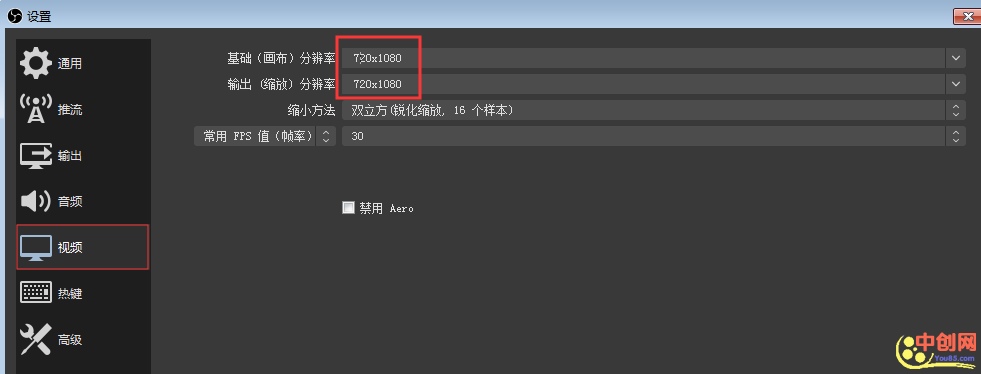 设置
通用
推流
输出
音频
视频
热键
高级
基础（画布）分辨率 720x1080
输出（缩放）分辨率 720x1080
缩小方法 双立方(锐化缩放, 16 个样本)
常用 FPS 值（帧率） 30
禁用 Aero
中创网
You85.com